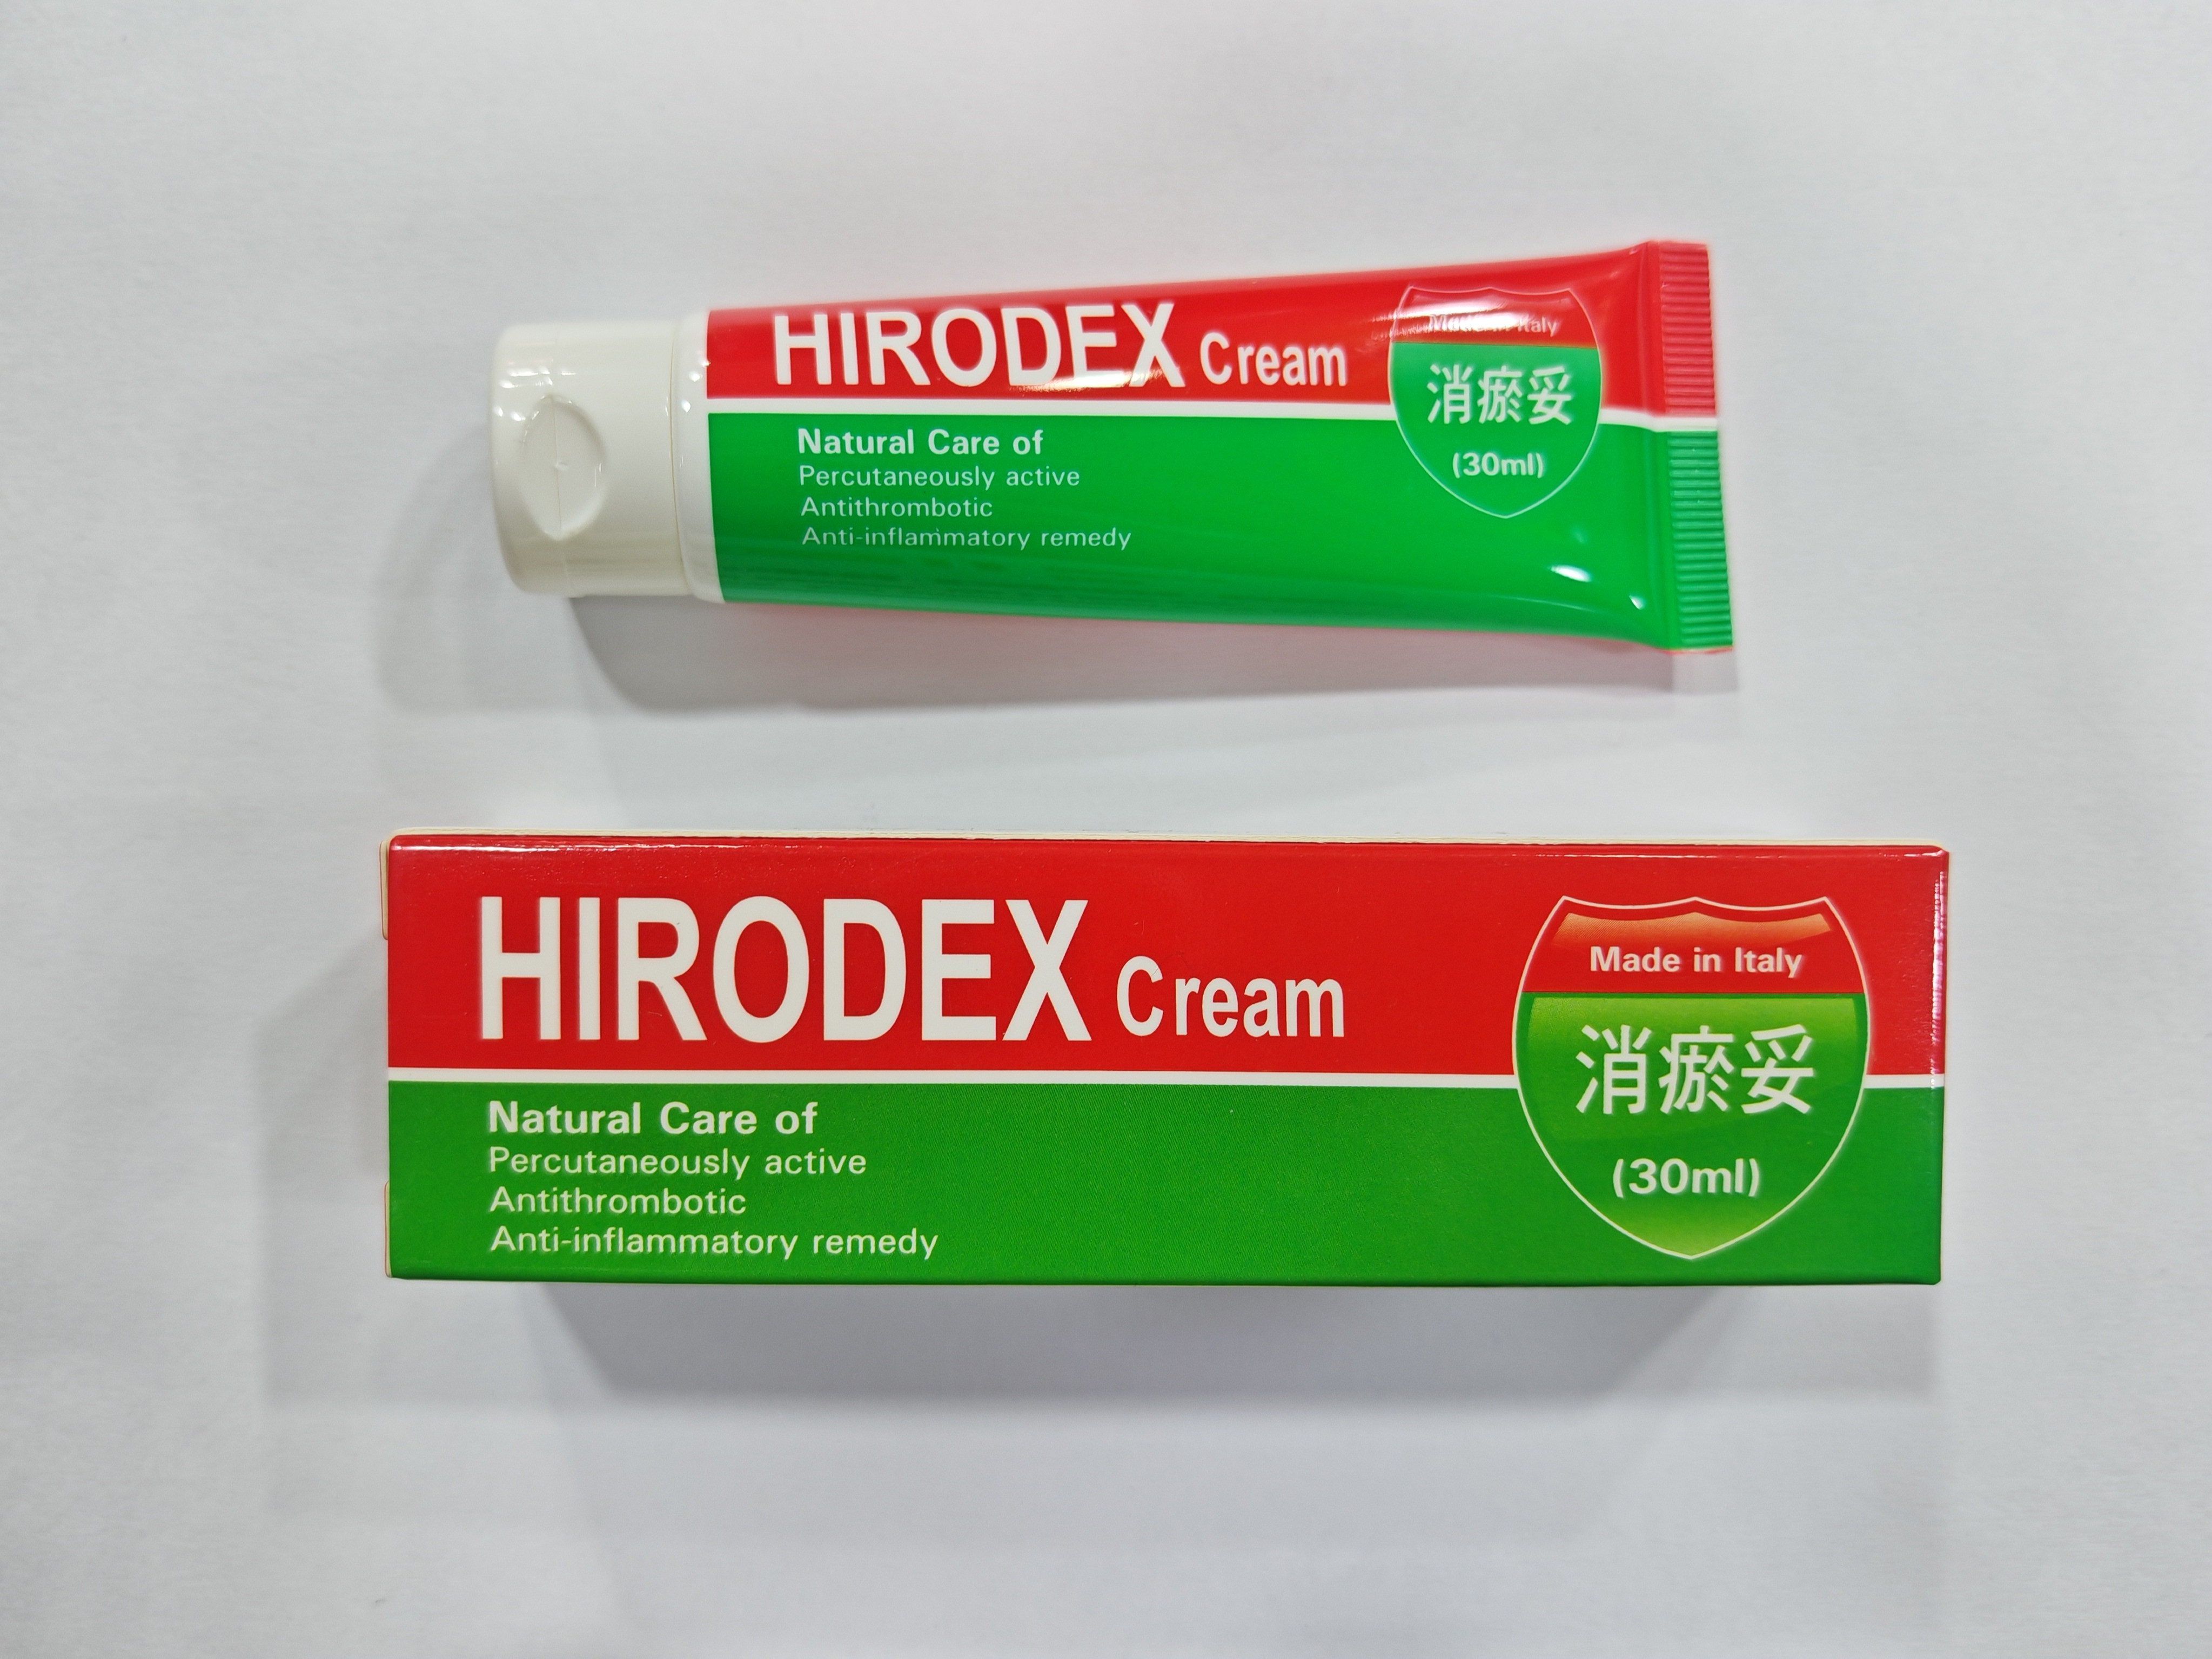 HIRODEX Cream
Natural Care of
Percutaneously active
Antithrombotic
Anti-inflammatory remedy
Made in Italy
消瘀妥
(30ml)
HIRODEX Cream
Natural Care of
Percutaneously active
Antithrombotic
Anti-inflammatory remedy
Made in Italy
消瘀妥
(30ml)